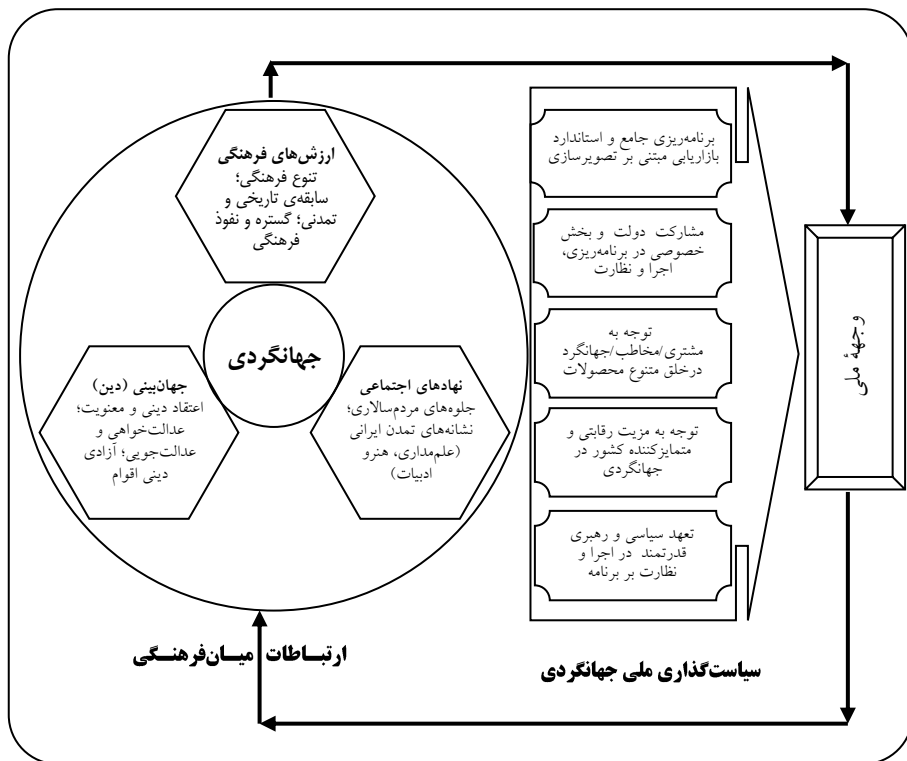 ارزش‌های فرهنگی
تنوع فرهنگی؛
سابقه‌ی تاریخی و
تمدنی؛ گستره و نفوذ
فرهنگی
جهانگردی
نهادهای اجتماعی
جلوه‌های مردم‌سالاری؛
نشانه‌های تمدن ایرانی
(علم‌مداری، هنرو
ادبیات)
جهان‌بینی (دین)
اعتقاد دینی و معنویت؛
عدالت‌خواهی و
عدالت‌جویی؛ آزادی
دینی اقوام
ارتبـاطات میـان‌فرهنـگی
برنامه‌ریزی جامع و استاندارد
بازاریابی مبتنی بر تصویرسازی
مشارکت دولت و بخش
خصوصی در برنامه‌ریزی،
اجرا و نظارت
توجه به
مشتری/مخاطب/جهانگرد
درخلق متنوع محصولات
توجه به مزیت رقابتی و
متمایزکننده کشور در
جهانگردی
تعهد سیاسی و رهبری
قدرتمند در اجرا و
نظارت بر برنامه
سیاست‌گذاری ملی جهانگردی
وجههٔ ملی